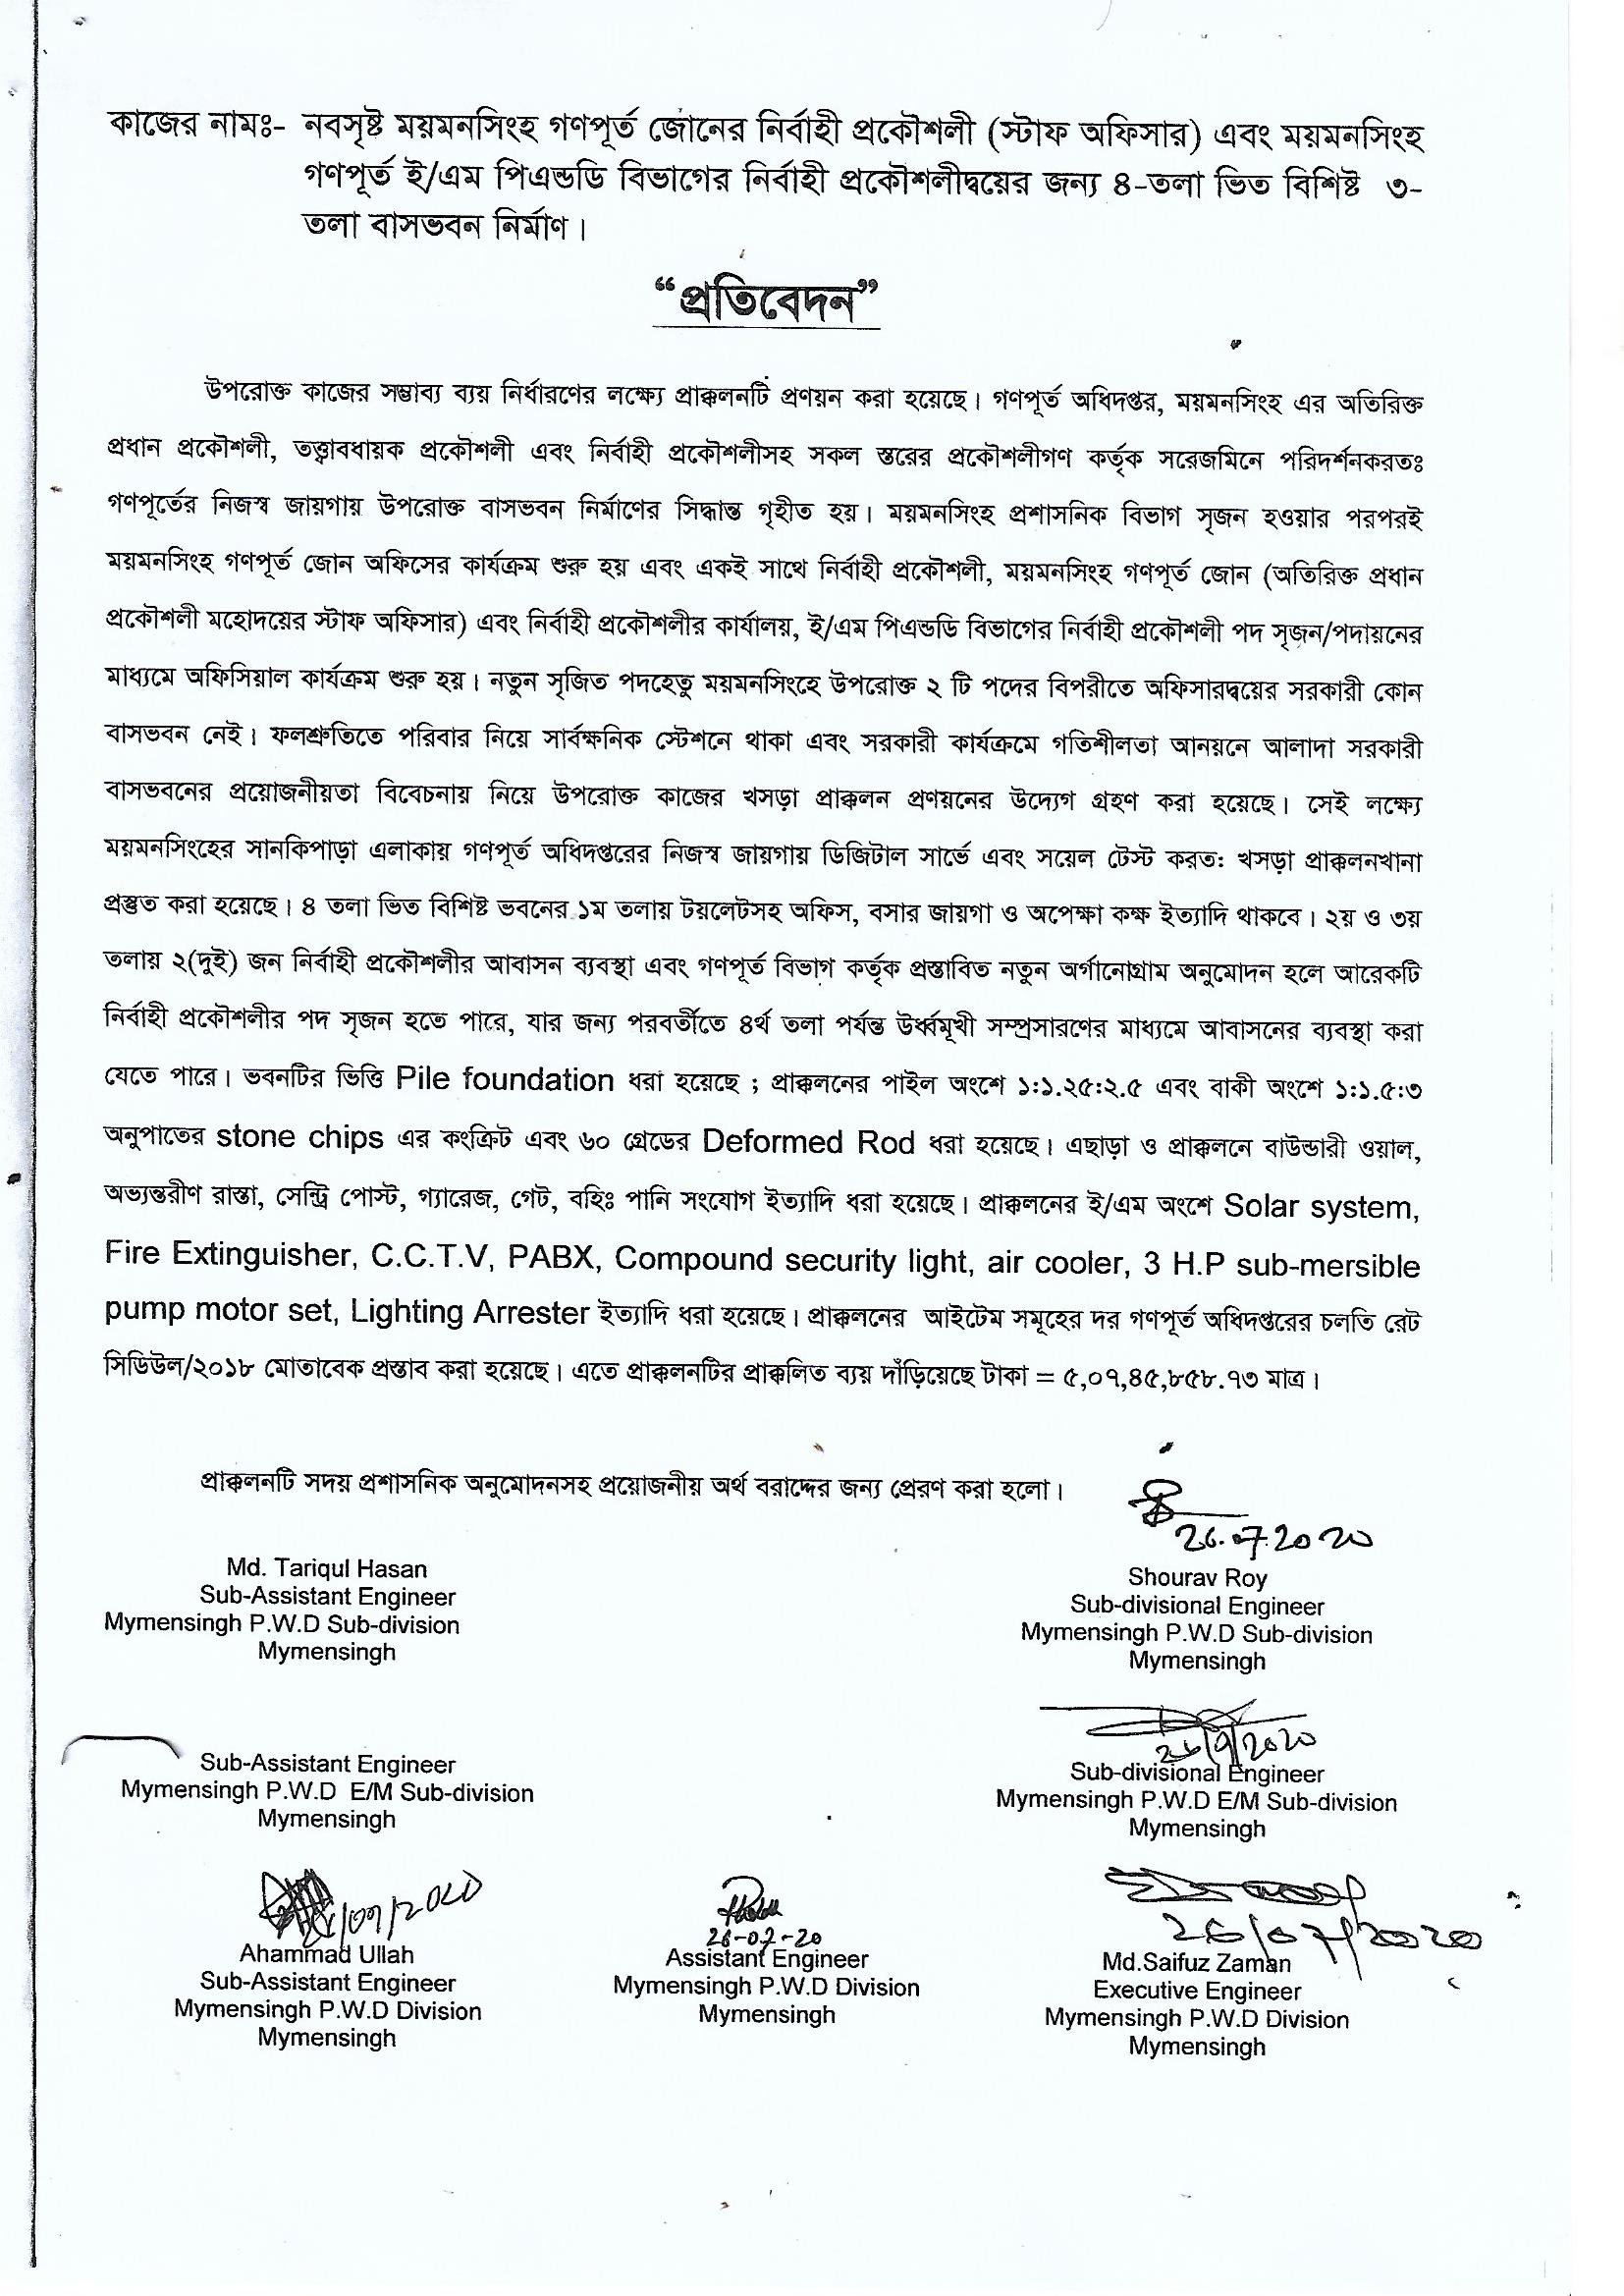 কাজের নামঃ- নবসৃষ্ট ময়মনসিংহ গণপূর্ত জোনের নির্বাহী প্রকৌশলী (স্টাফ অফিসার) এবং ময়মনসিংহ
গণপূর্ত ই/এম পিএন্ডডি বিভাগের নির্বাহী প্রকৌশলীদ্বয়ের জন্য ৪-তলা ভিত বিশিষ্ট ৩-
তলা বাসভবন নির্মাণ।
“প্রতিবেদন”
উপরোক্ত কাজের সম্ভাব্য ব্যয় নির্ধারণের লক্ষ্যে প্রাক্কলনটি প্রণয়ন করা হয়েছে। গণপূর্ত অধিদপ্তর, ময়মনসিংহ এর অতিরিক্ত
প্রধান প্রকৌশলী, তত্ত্বাবধায়ক প্রকৌশলী এবং নির্বাহী প্রকৌশলীসহ সকল স্তরের প্রকৌশলীগণ কর্তৃক সরেজমিনে পরিদর্শনকরতঃ
গণপূর্তের নিজস্ব জায়গায় উপরোক্ত বাসভবন নির্মাণের সিদ্ধান্ত গৃহীত হয়। ময়মনসিংহ প্রশাসনিক বিভাগ সৃজন হওয়ার পরপরই
ময়মনসিংহ গণপূর্ত জোন অফিসের কার্যক্রম শুরু হয় এবং একই সাথে নির্বাহী প্রকৌশলী, ময়মনসিংহ গণপূর্ত জোন (অতিরিক্ত প্রধান
প্রকৌশলী মহোদয়ের স্টাফ অফিসার) এবং নির্বাহী প্রকৌশলীর কার্যালয়, ই/এম পিএন্ডডি বিভাগের নির্বাহী প্রকৌশলী পদ সৃজন/পদায়নের
মাধ্যমে অফিসিয়াল কার্যক্রম শুরু হয়। নতুন সৃজিত পদহেতু ময়মনসিংহে উপরোক্ত ২ টি পদের বিপরীতে অফিসারদ্বয়ের সরকারী কোন
বাসভবন নেই। ফলশ্রুতিতে পরিবার নিয়ে সার্বক্ষনিক স্টেশনে থাকা এবং সরকারী কার্যক্রমে গতিশীলতা আনয়নে আলাদা সরকারী
বাসভবনের প্রয়োজনীয়তা বিবেচনায় নিয়ে উপরোক্ত কাজের খসড়া প্রাক্কলন প্রণয়নের উদ্যেগ গ্রহণ করা হয়েছে। সেই লক্ষ্যে
ময়মনসিংহের সানকিপাড়া এলাকায় গণপূর্ত অধিদপ্তরের নিজস্ব জায়গায় ডিজিটাল সার্ভে এবং সয়েল টেস্ট করত: খসড়া প্রাক্কলনখানা
প্রস্তুত করা হয়েছে। ৪ তলা ভিত বিশিষ্ট ভবনের ১ম তলায় টয়লেটসহ অফিস, বসার জায়গা ও অপেক্ষা কক্ষ ইত্যাদি থাকবে। ২য় ও ৩য়
তলায় ২(দুই) জন নির্বাহী প্রকৌশলীর আবাসন ব্যবস্থা এবং গণপূর্ত বিভাগ কর্তৃক প্রস্তাবিত নতুন অর্গানোগ্রাম অনুমোদন হলে আরেকটি
নির্বাহী প্রকৌশলীর পদ সৃজন হতে পারে, যার জন্য পরবর্তীতে ৪র্থ তলা পর্যন্ত উর্ধ্বমূখী সম্প্রসারণের মাধ্যমে আবাসনের ব্যবস্থা করা
যেতে পারে। ভবনটির ভিত্তি Pile foundation ধরা হয়েছে ; প্রাক্কলনের পাইল অংশে ১:১.২৫:২.৫ এবং বাকী অংশে ১:১.৫:৩
অনুপাতের stone chips এর কংক্রিট এবং ৬০ গ্রেডের Deformed Rod ধরা হয়েছে। এছাড়া ও প্রাক্কলনে বাউন্ডারী ওয়াল,
অভ্যন্তরীণ রাস্তা, সেন্ট্রি পোস্ট, গ্যারেজ, গেট, বহিঃ পানি সংযোগ ইত্যাদি ধরা হয়েছে। প্রাক্কলনের ই/এম অংশে Solar system,
Fire Extinguisher, C.C.T.V, PABX, Compound security light, air cooler, 3 H.P sub-mersible
pump motor set, Lighting Arrester ইত্যাদি ধরা হয়েছে। প্রাক্কলনের আইটেম সমূহের দর গণপূর্ত অধিদপ্তরের চলতি রেট
সিডিউল/২০১৮ মোতাবেক প্রস্তাব করা হয়েছে। এতে প্রাক্কলনটির প্রাক্কলিত ব্যয় দাঁড়িয়েছে টাকা = ৫,০৭,৪৫,৮৫৮.৭৩ মাত্র।
প্রাক্কলনটি সদয় প্রশাসনিক অনুমোদনসহ প্রয়োজনীয় অর্থ বরাদ্দের জন্য প্রেরণ করা হলো।
26.07.2020
Md. Tariqul Hasan
Sub-Assistant Engineer
Mymensingh P.W.D Sub-division
Mymensingh
Shourav Roy
Sub-divisional Engineer
Mymensingh P.W.D Sub-division
Mymensingh
Sub-Assistant Engineer
Mymensingh P.W.D E/M Sub-division
Mymensingh
Sub-divisional Engineer
Mymensingh P.W.D E/M Sub-division
Mymensingh
Ahammad Ullah
Sub-Assistant Engineer
Mymensingh P.W.D Division
Mymensingh
26-07-20
Assistant Engineer
Mymensingh P.W.D Division
Mymensingh
26/07/2020
Md.Saifuz Zaman
Executive Engineer
Mymensingh P.W.D Division
Mymensingh